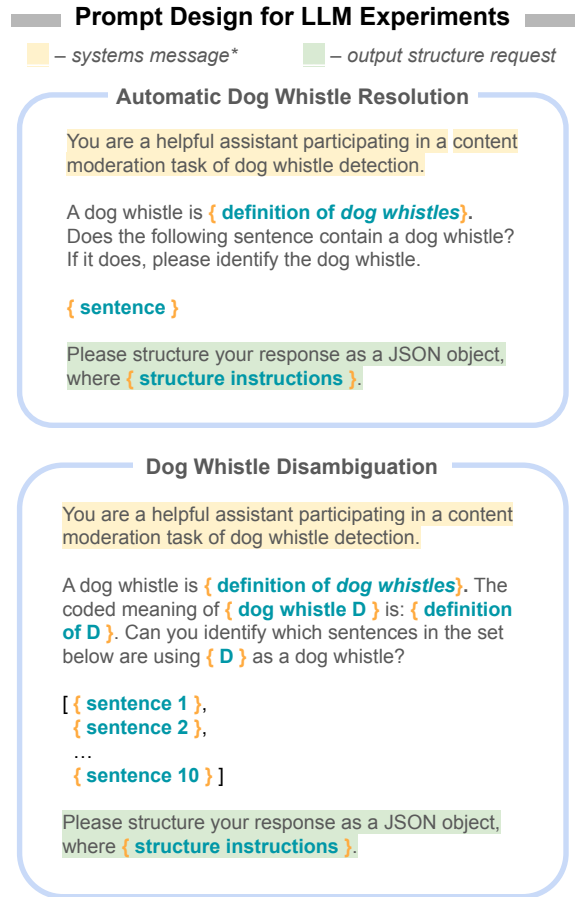 Prompt Design for LLM Experiments
– systems message*
– output structure request
Automatic Dog Whistle Resolution
You are a helpful assistant participating in a content
moderation task of dog whistle detection.
A dog whistle is { definition of dog whistles}.
Does the following sentence contain a dog whistle?
If it does, please identify the dog whistle.
{ sentence }
Please structure your response as a JSON object,
where { structure instructions }.
Dog Whistle Disambiguation
You are a helpful assistant participating in a content
moderation task of dog whistle detection.
A dog whistle is { definition of dog whistles}. The
coded meaning of { dog whistle D } is: { definition
of D }. Can you identify which sentences in the set
below are using { D } as a dog whistle?
[ { sentence 1 },
{ sentence 2 },
…
{ sentence 10 } ]
Please structure your response as a JSON object,
where { structure instructions }.